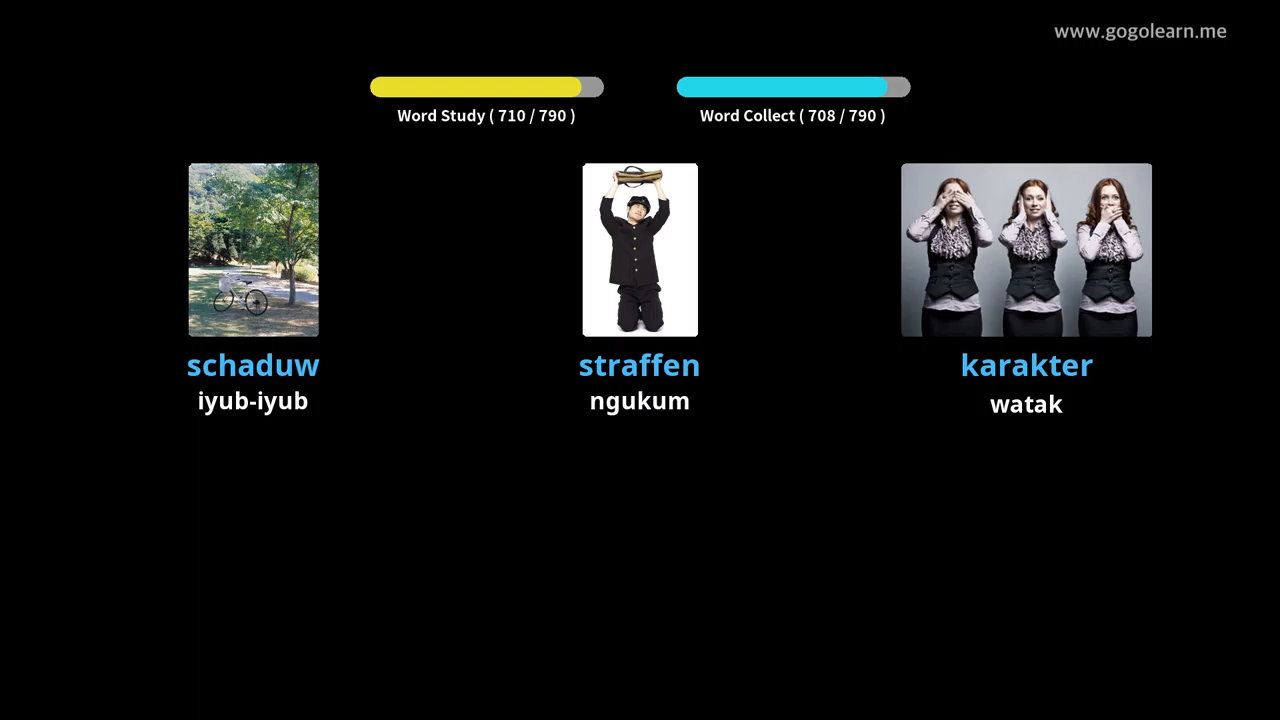 www.gogolearn.me
Word Study ( 710 / 790 )
Word Collect ( 708 / 790 )
schaduw
iyub-iyub
straffen
ngukum
karakter
watak